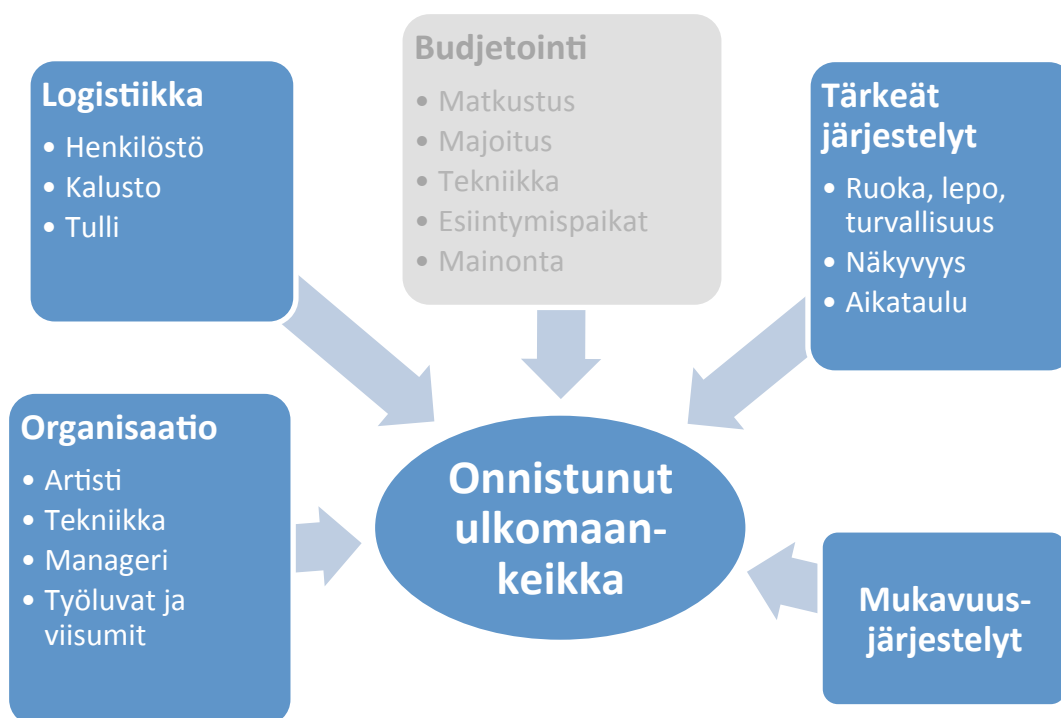 Budjetointi
• Matkustus
• Majoitus
• Tekniikka
• Esiintymispaikat
• Mainonta
Logistiikka
• Henkilöstö
• Kalusto
• Tulli
Tärkeät
järjestelyt
• Ruoka, lepo,
turvallisuus
• Näkyvyys
• Aikataulu
Organisaatio
• Artisti
• Tekniikka
• Manageri
• Työluvat ja
viisumit
Onnistunut
ulkomaan-
keikka
Mukavuus-
järjestelyt